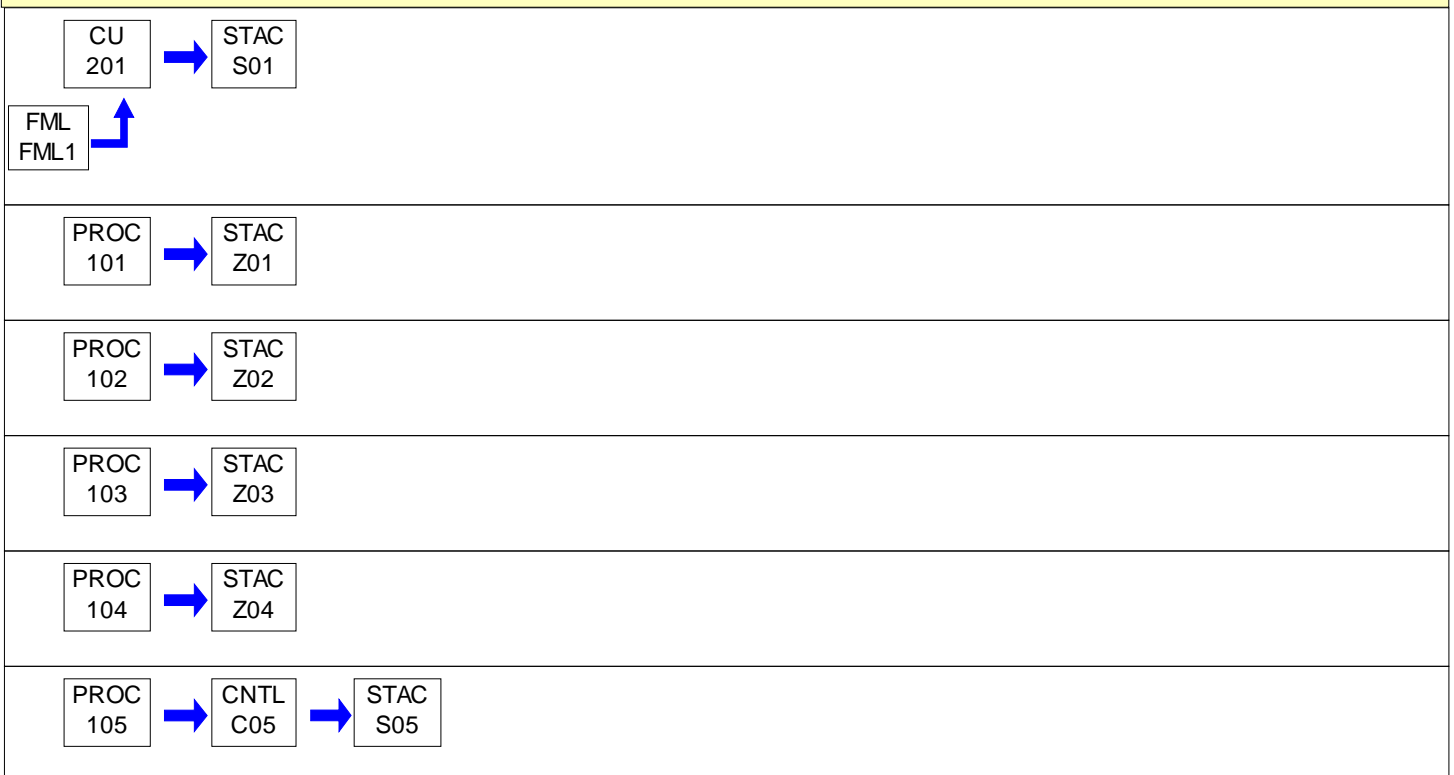 CU
201
STAC
S01
FML
FML1
PROC
101
STAC
Z01
PROC
102
STAC
Z02
PROC
103
STAC
Z03
PROC
104
STAC
Z04
PROC
105
CNTL
C05
STAC
S05